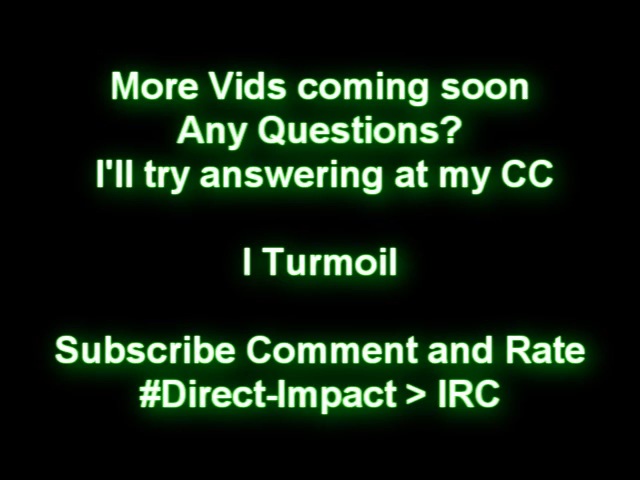 More Vids coming soon
Any Questions?
I'll try answering at my CC
I Turmoil
Subscribe Comment and Rate
#Direct-Impact > IRC